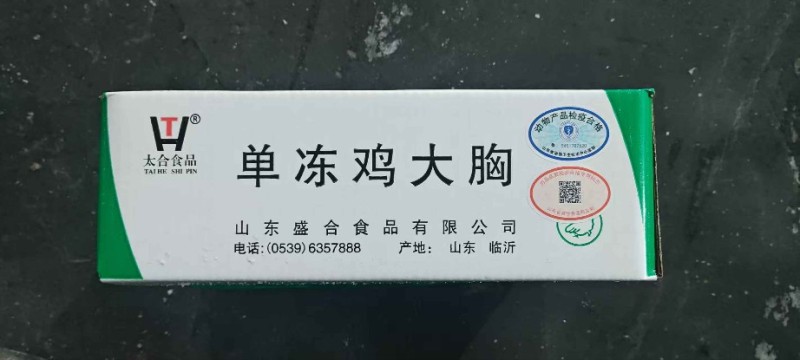 TH®
太合食品
TAI HE SHI PIN
单冻鸡大胸
山东盛合食品有限公司
电话:(0539)6357888 产地: 山东 临沂
动物产品检疫合格